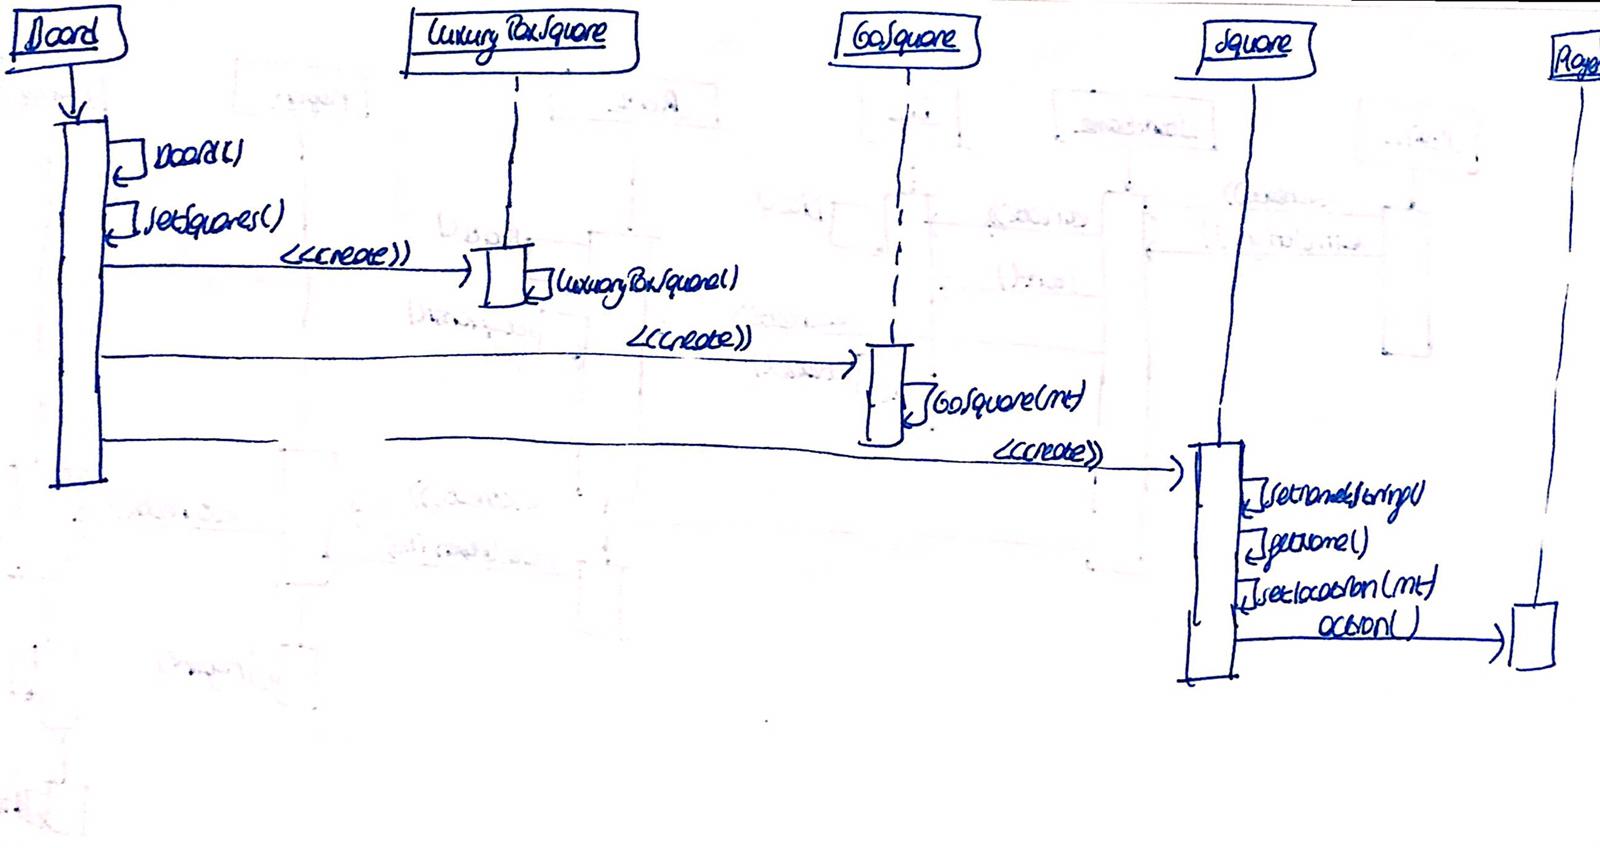 Board
LuxuryTaxSquare
GoSquare
Square
Playe
Board()
setSquares()
<<create>>
LuxuryTaxSquare()
<<create>>
GoSquare(int)
<<create>>
setName(String)
getName()
setlocation(int)
action()